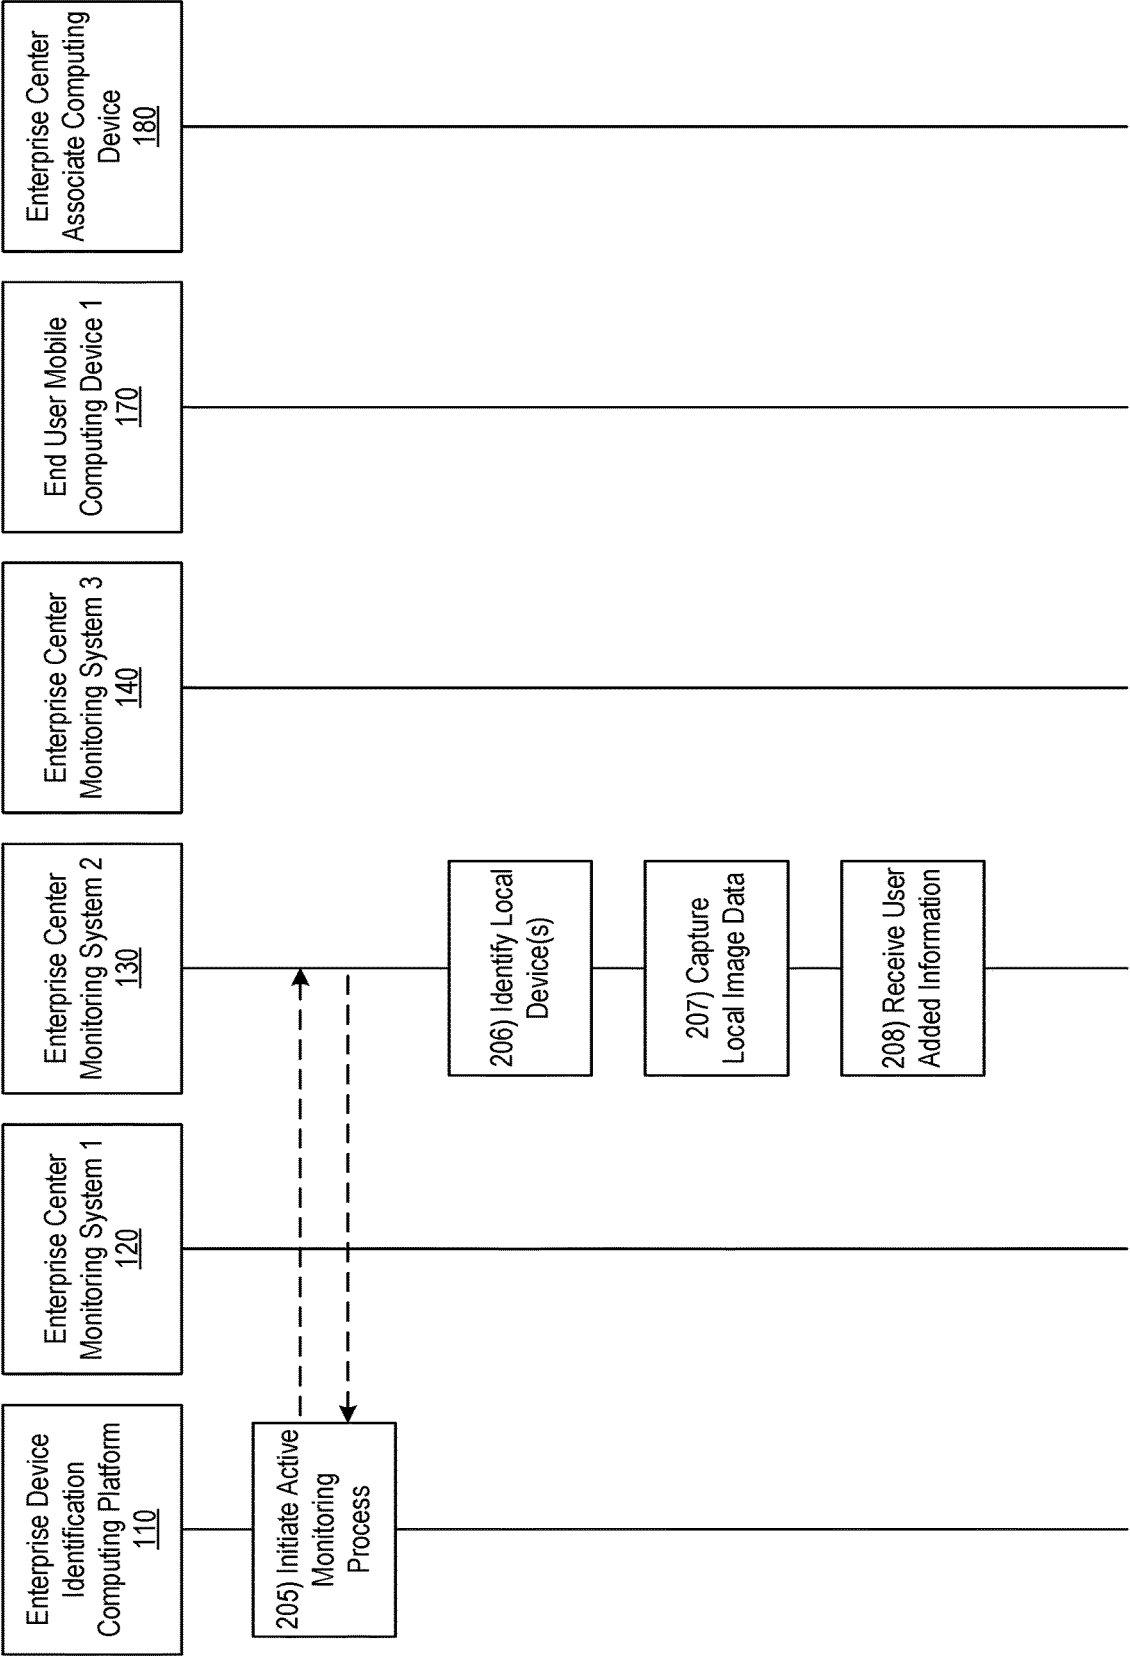 Enterprise Device
Identification
Computing Platform
110
Enterprise Center
Monitoring System 1
120
Enterprise Center
Monitoring System 2
130
Enterprise Center
Monitoring System 3
140
End User Mobile
Computing Device 1
170
Enterprise Center
Associate Computing
Device
180
205) Initiate Active
Monitoring
Process
206) Identify Local
Device(s)
207) Capture
Local Image Data
208) Receive User
Added Information